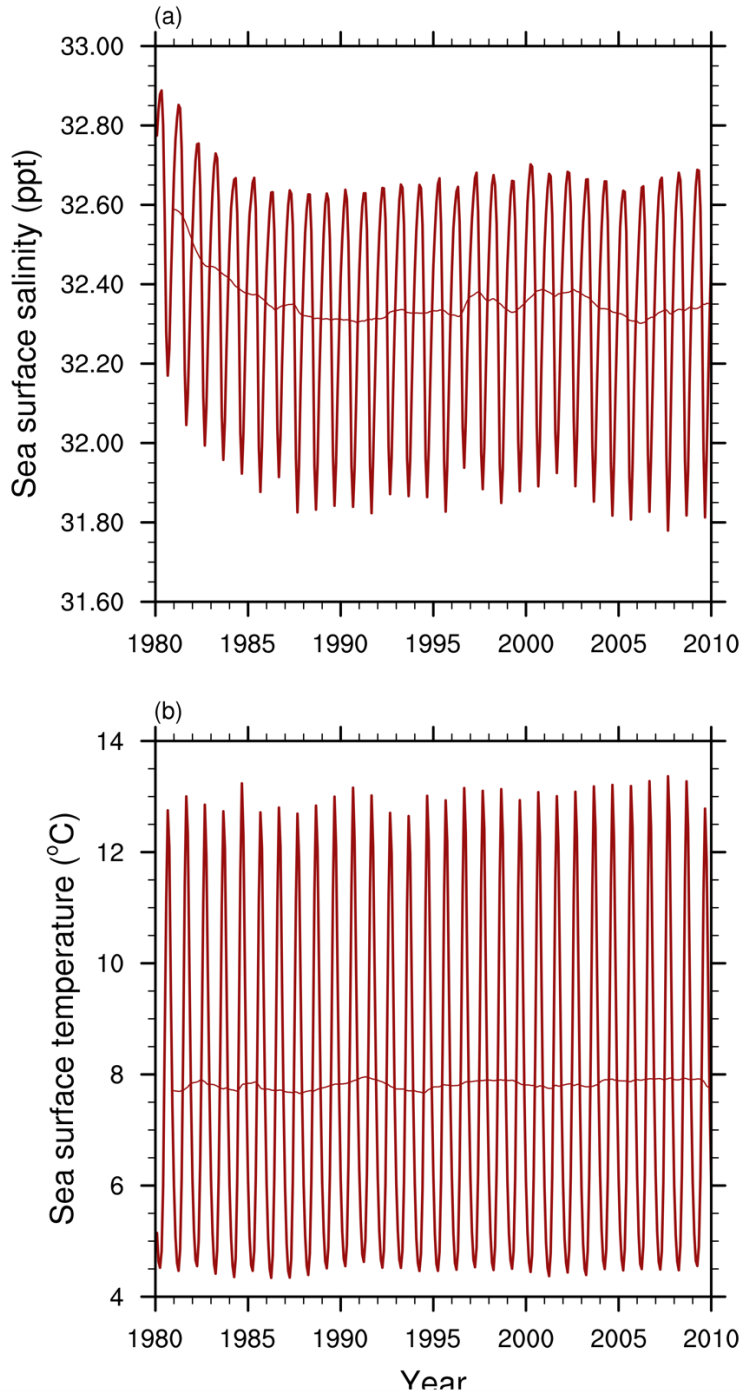 (a)
33.00
32.80
32.60
32.40
32.20
32.00
31.80
31.60
Sea surface salinity (ppt)
1980 1985 1990 1995 2000 2005 2010
(b)
14
12
10
8
6
4
Sea surface temperature (⁰C)
1980 1985 1990 1995 2000 2005 2010
Year